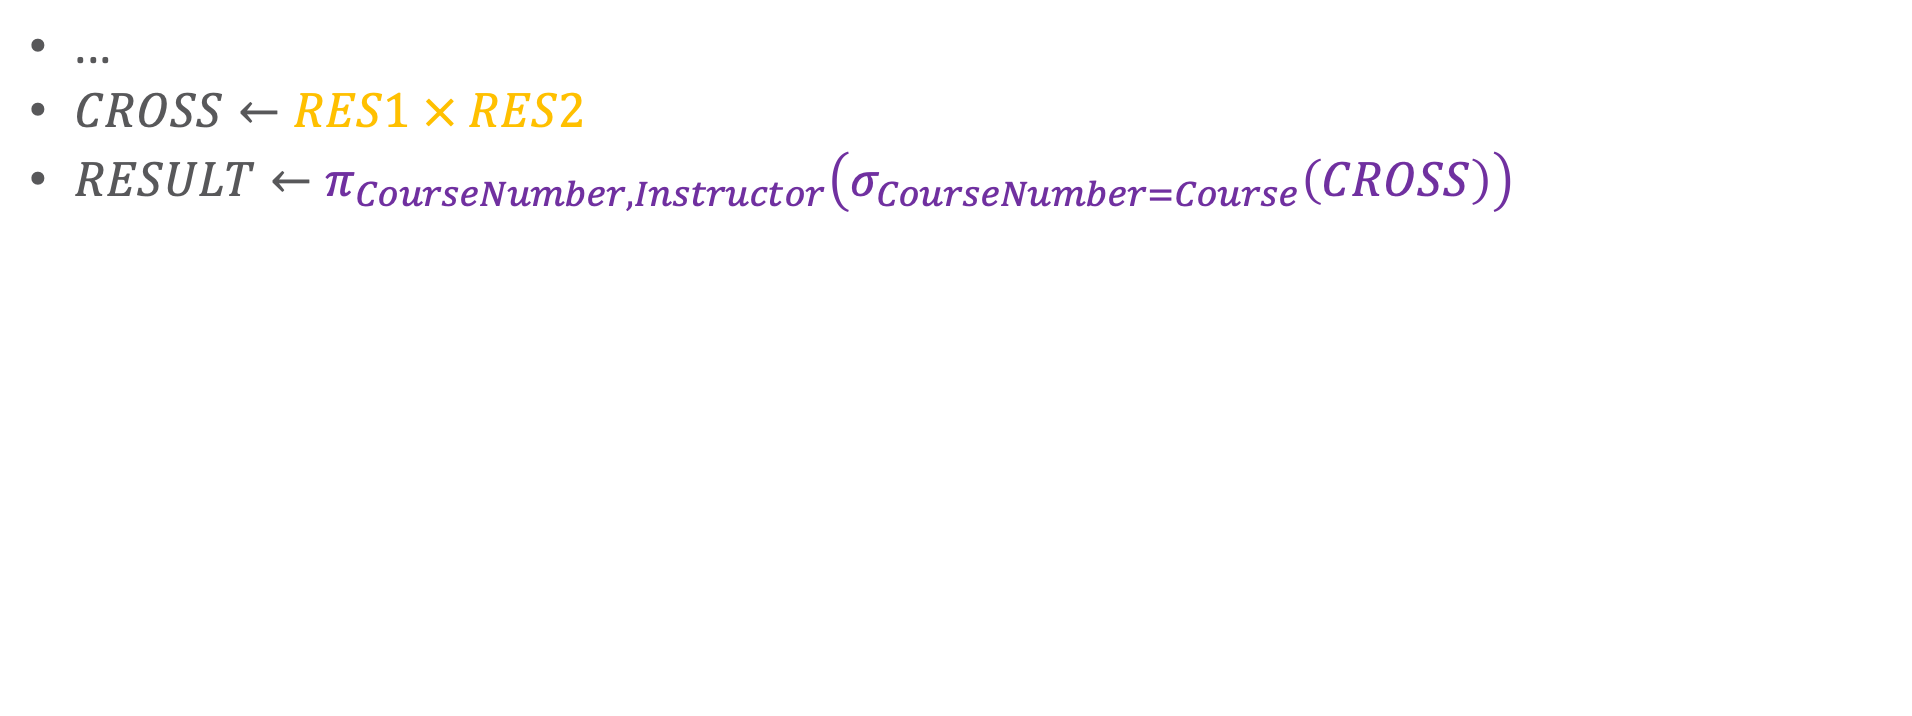 • ...
• CROSS ← RES1 × RES2
• RESULT ← π_CourseNumber,Instructor(σ_CourseNumber=Course(CROSS))